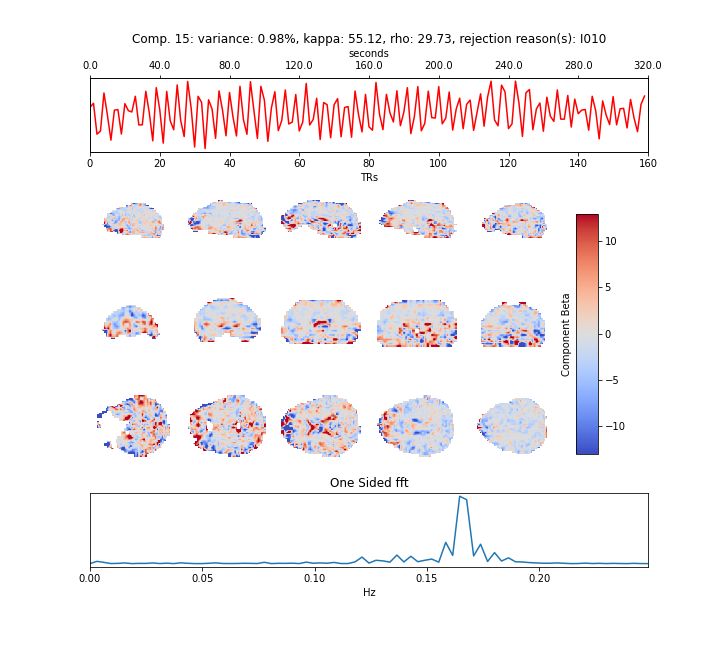 Comp. 15: variance: 0.98%, kappa: 55.12, rho: 29.73, rejection reason(s): I010
seconds
0.0 40.0 80.0 120.0 160.0 200.0 240.0 280.0 320.0
0 20 40 60 80 100 120 140 160
TRs
10
5
0
−5
−10
Component Beta
One Sided fft
0.00 0.05 0.10 0.15 0.20
Hz